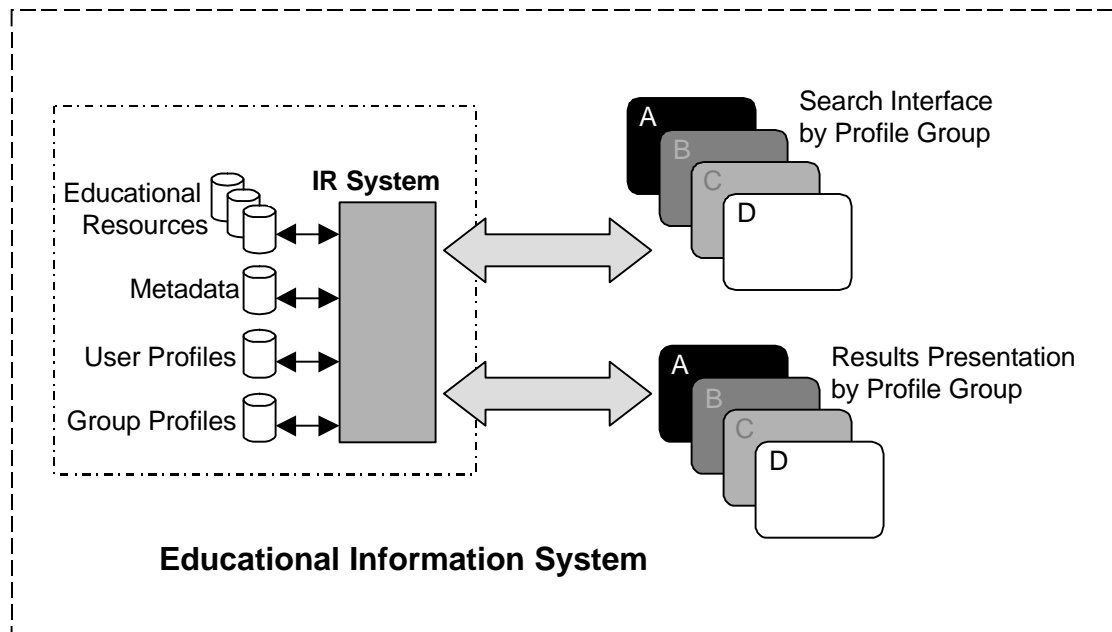 Search Interface
by Profile Group
A
B
C
D
IR System
Educational
Resources
Metadata
User Profiles
Group Profiles
Results Presentation
by Profile Group
A
B
C
D
Educational Information System